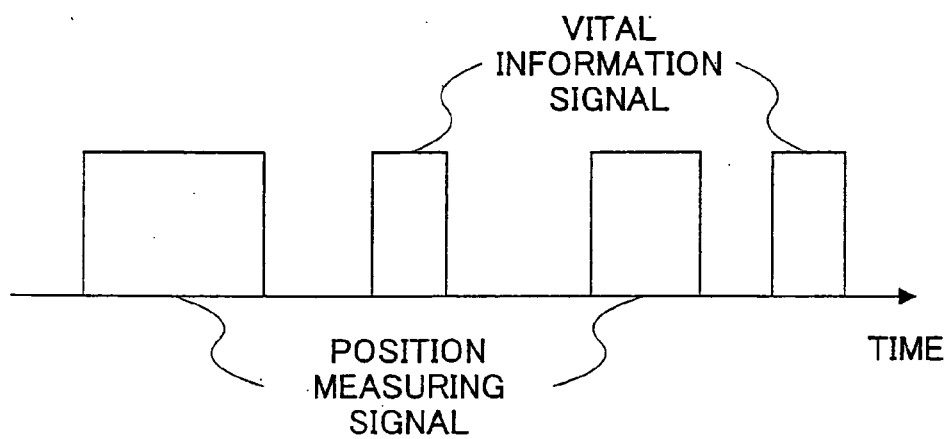 VITAL
INFORMATION
SIGNAL
TIME
POSITION
MEASURING
SIGNAL